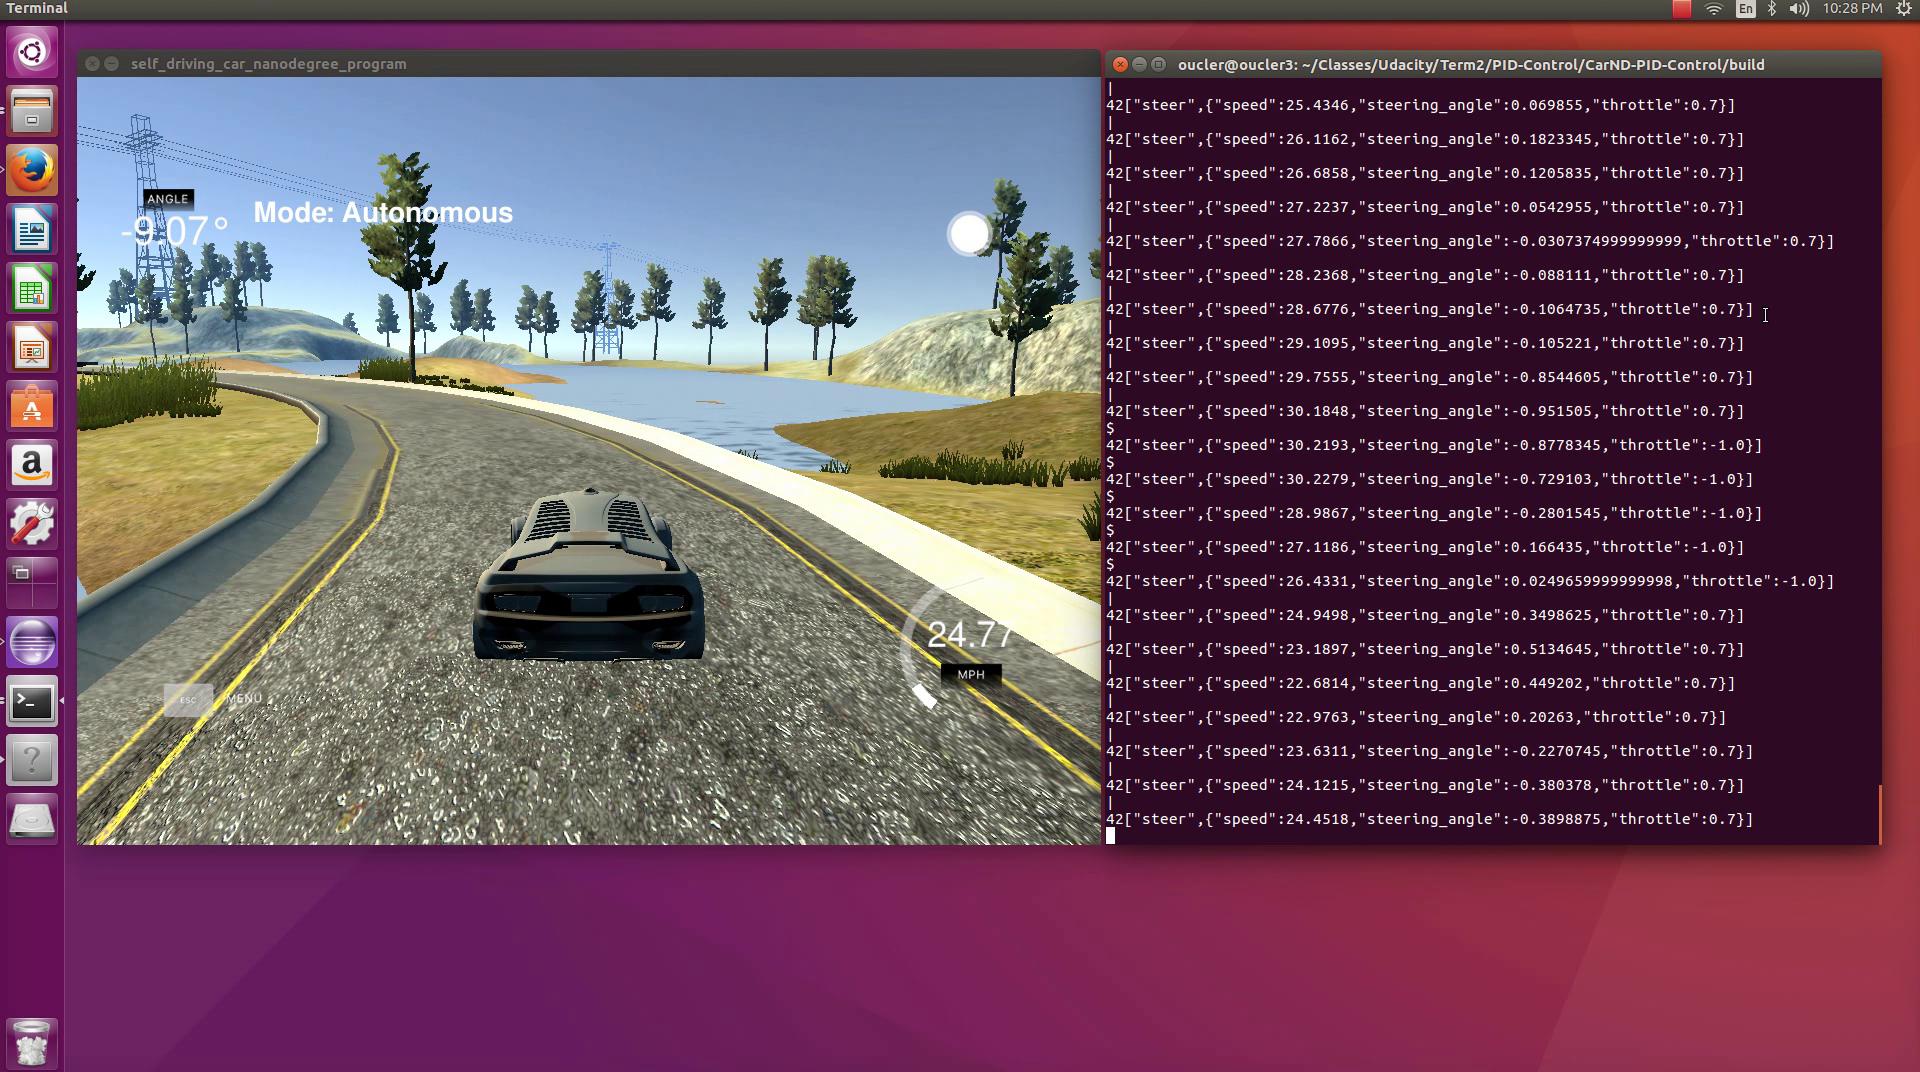 Terminal
En
10:28 PM
self_driving_car_nanodegree_program
ANGLE
-9.07°
Mode: Autonomous
24.77
MPH
ESC
MENU
oucler@oucler3: ~/Classes/Udacity/Term2/PID-Control/CarND-PID-Control/build
|
42["steer",{"speed":25.4346,"steering_angle":0.069855,"throttle":0.7}]
|
42["steer",{"speed":26.1162,"steering_angle":0.1823345,"throttle":0.7}]
|
42["steer",{"speed":26.6858,"steering_angle":0.1205835,"throttle":0.7}]
|
42["steer",{"speed":27.2237,"steering_angle":0.0542955,"throttle":0.7}]
|
42["steer",{"speed":27.7866,"steering_angle":-0.0307374999999999,"throttle":0.7}]
|
42["steer",{"speed":28.2368,"steering_angle":-0.088111,"throttle":0.7}]
|
42["steer",{"speed":28.6776,"steering_angle":-0.1064735,"throttle":0.7}]
|
42["steer",{"speed":29.1095,"steering_angle":-0.105221,"throttle":0.7}]
|
42["steer",{"speed":29.7555,"steering_angle":-0.8544605,"throttle":0.7}]
|
42["steer",{"speed":30.1848,"steering_angle":-0.951505,"throttle":0.7}]
$
42["steer",{"speed":30.2193,"steering_angle":-0.8778345,"throttle":-1.0}]
$
42["steer",{"speed":30.2279,"steering_angle":-0.729103,"throttle":-1.0}]
$
42["steer",{"speed":28.9867,"steering_angle":-0.2801545,"throttle":-1.0}]
$
42["steer",{"speed":27.1186,"steering_angle":0.166435,"throttle":-1.0}]
$
42["steer",{"speed":26.4331,"steering_angle":0.0249659999999998,"throttle":-1.0}]
|
42["steer",{"speed":24.9498,"steering_angle":0.3498625,"throttle":0.7}]
|
42["steer",{"speed":23.1897,"steering_angle":0.5134645,"throttle":0.7}]
|
42["steer",{"speed":22.6814,"steering_angle":0.449202,"throttle":0.7}]
|
42["steer",{"speed":22.9763,"steering_angle":0.20263,"throttle":0.7}]
|
42["steer",{"speed":23.6311,"steering_angle":-0.2270745,"throttle":0.7}]
|
42["steer",{"speed":24.1215,"steering_angle":-0.380378,"throttle":0.7}]
|
42["steer",{"speed":24.4518,"steering_angle":-0.3898875,"throttle":0.7}]